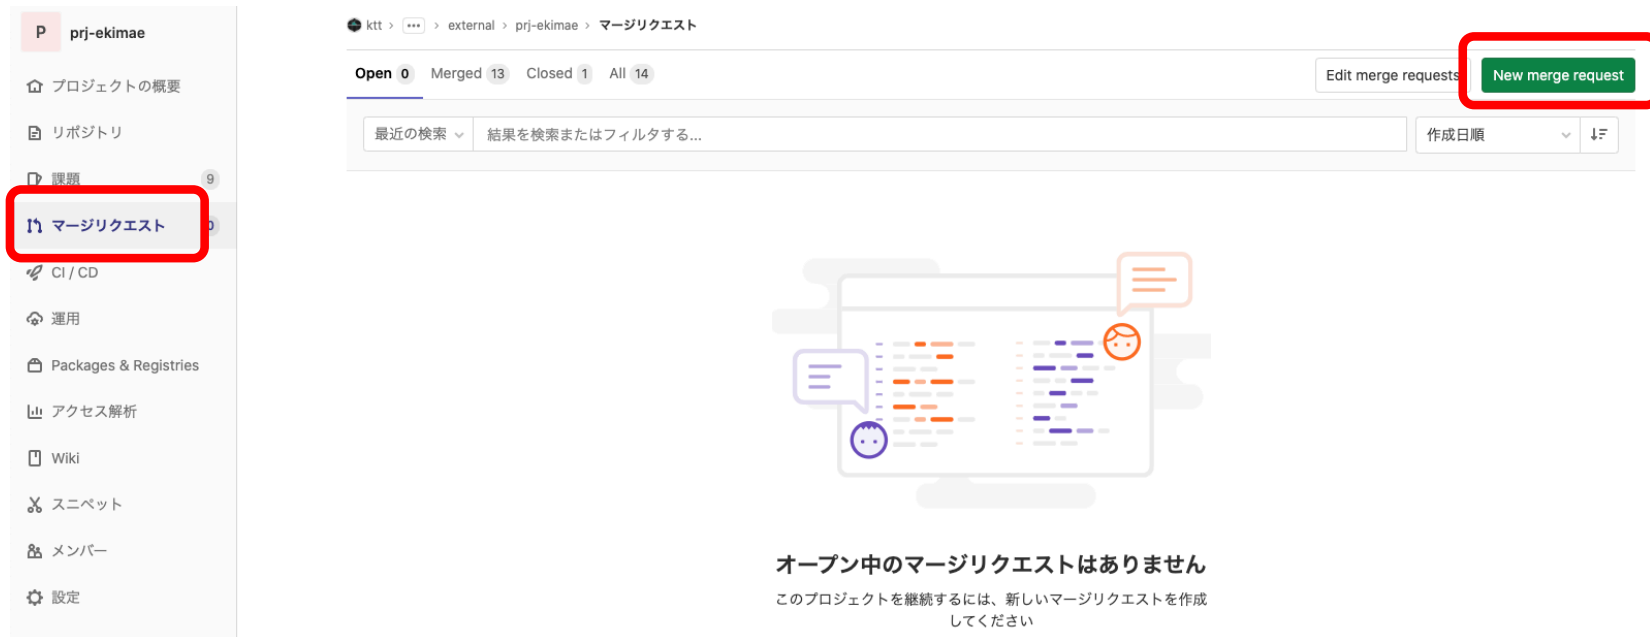 P prj-ekimae
プロジェクトの概要
リポジトリ
課題 9
マージリクエスト 0
CI / CD
運用
Packages & Registries
アクセス解析
Wiki
スニペット
メンバー
設定
ktt > ••• > external > prj-ekimae > マージリクエスト
Open 0 Merged 13 Closed 1 All 14
Edit merge requests New merge request
最近の検索 結果を検索またはフィルタする... 作成日順
オープン中のマージリクエストはありません
このプロジェクトを継続するには、新しいマージリクエストを作成
してください